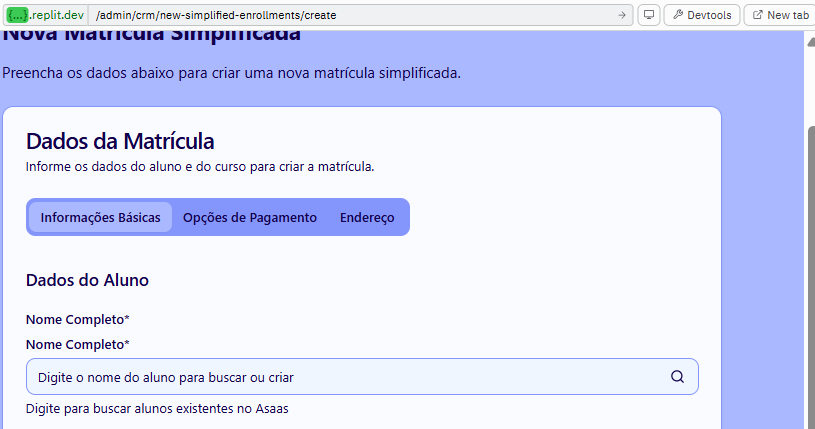 {...}.replit.dev /admin/crm/new-simplified-enrollments/create Devtools New tab
Nova Matrícula Simplificada
Preencha os dados abaixo para criar uma nova matrícula simplificada.
Dados da Matrícula
Informe os dados do aluno e do curso para criar a matrícula.
Informações Básicas Opções de Pagamento Endereço
Dados do Aluno
Nome Completo*
Nome Completo*
Digite o nome do aluno para buscar ou criar
Digite para buscar alunos existentes no Asaas